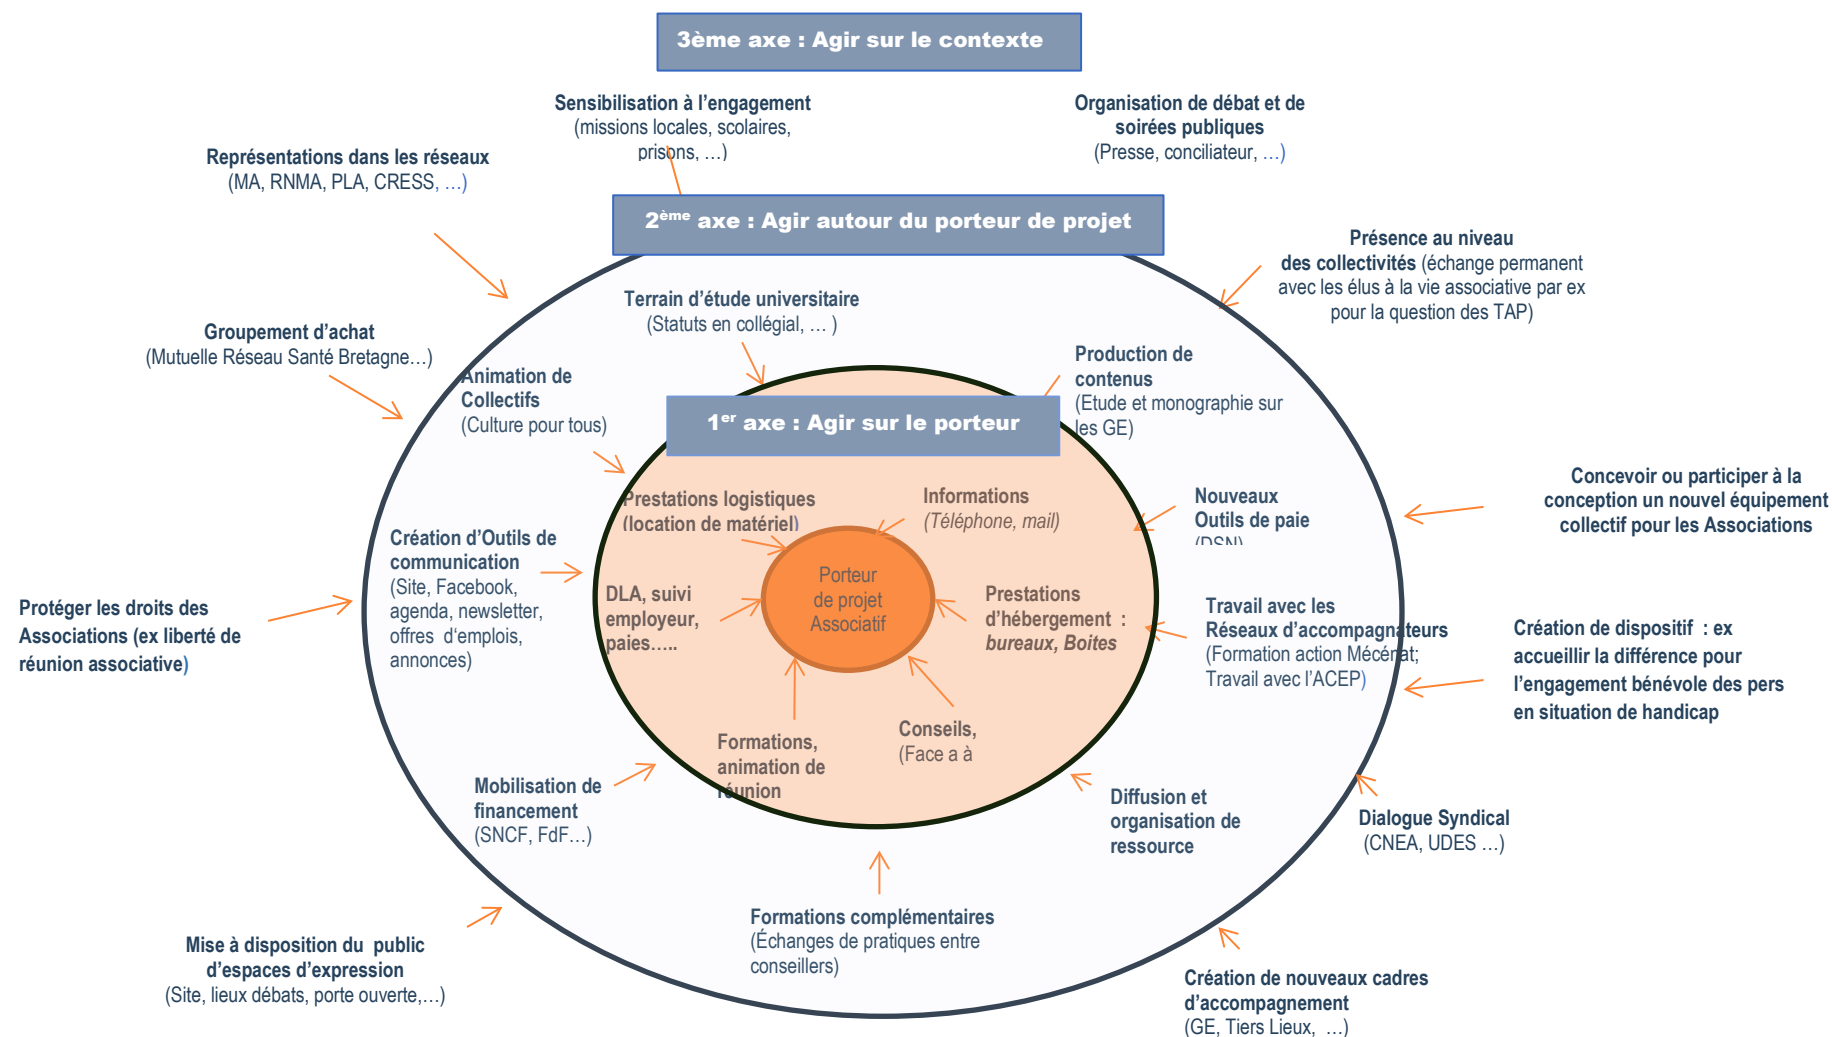 3ème axe : Agir sur le contexte
Sensibilisation à l’engagement
(missions locales, scolaires,
prisons, …)
Organisation de débat et de
soirées publiques
(Presse, conciliateur, …)
Représentations dans les réseaux
(MA, RNMA, PLA, CRESS, …)
2ème axe : Agir autour du porteur de projet
Présence au niveau
des collectivités (échange permanent
avec les élus à la vie associative par ex
pour la question des TAP)
Terrain d’étude universitaire
(Statuts en collégial, … )
Groupement d’achat
(Mutuelle Réseau Santé Bretagne…)
Animation de
Collectifs
(Culture pour tous)
Production de
contenus
(Etude et monographie sur
les GE)
1er axe : Agir sur le porteur
Prestations logistiques
(location de matériel)
Informations
(Téléphone, mail)
Nouveaux
Outils de paie
(DSN)
Concevoir ou participer à la
conception un nouvel équipement
collectif pour les Associations
Création d’Outils de
communication
(Site, Facebook,
agenda, newsletter,
offres d‘emplois,
annonces)
DLA, suivi
employeur,
paies…..
Porteur
de projet
Associatif
Prestations
d’hébergement :
bureaux, Boites
Travail avec les
Réseaux d’accompagnateurs
(Formation action Mécénat;
Travail avec l’ACEP)
Protéger les droits des
Associations (ex liberté de
réunion associative)
Création de dispositif : ex
accueillir la différence pour
l’engagement bénévole des pers
en situation de handicap
Formations,
animation de
réunion
Conseils,
(Face a à
Mobilisation de
financement
(SNCF, FdF…)
Diffusion et
organisation de
ressource
Dialogue Syndical
(CNEA, UDES …)
Formations complémentaires
(Échanges de pratiques entre
conseillers)
Mise à disposition du public
d’espaces d’expression
(Site, lieux débats, porte ouverte,…)
Création de nouveaux cadres
d’accompagnement
(GE, Tiers Lieux, …)